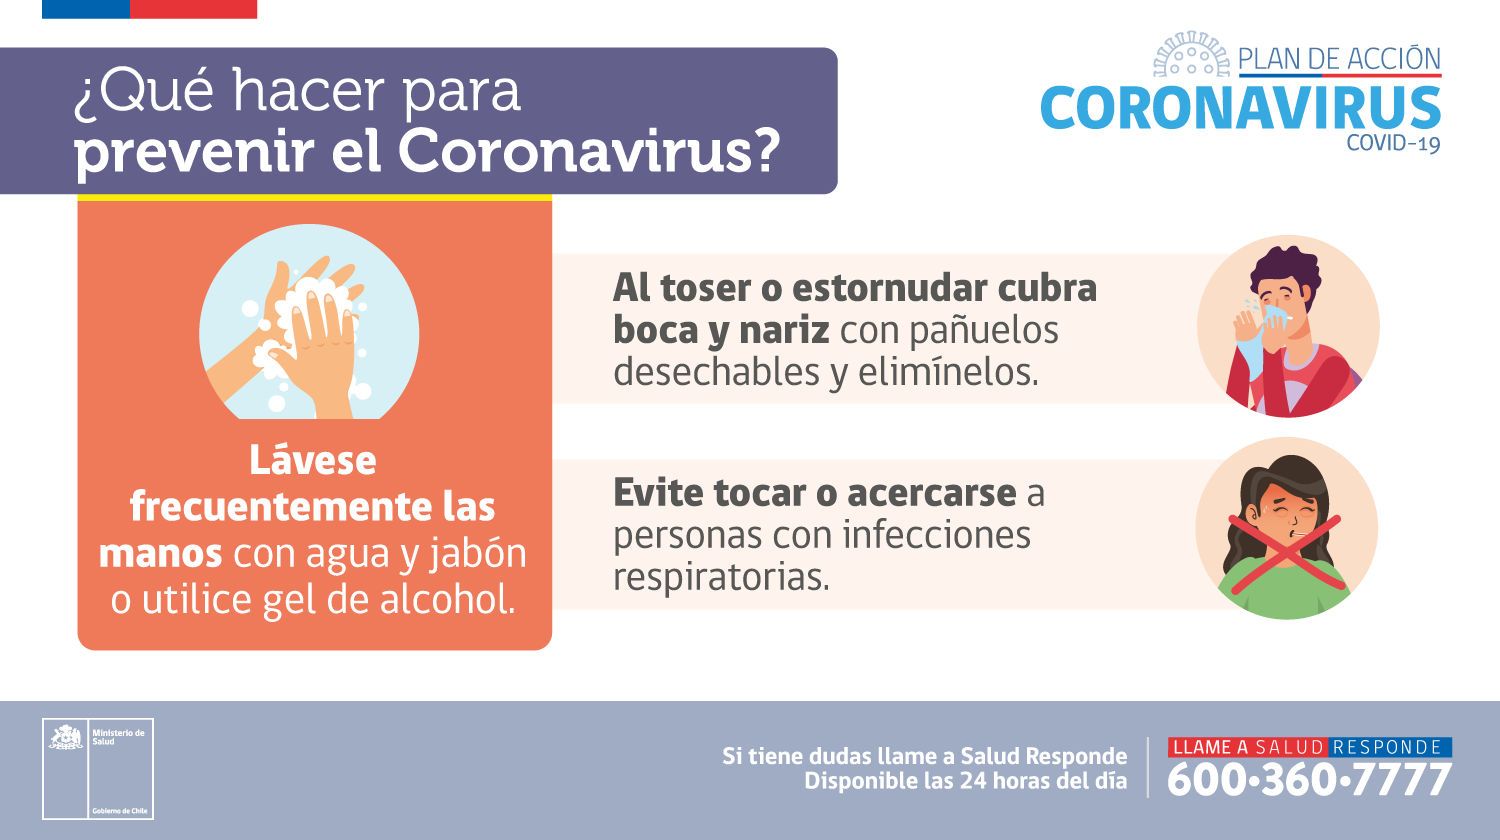 ¿Qué hacer para
prevenir el Coronavirus?
PLAN DE ACCIÓN
CORONAVIRUS
COVID-19
Lávese
frecuentemente las
manos con agua y jabón
o utilice gel de alcohol.
Al toser o estornudar cubra
boca y nariz con pañuelos
desechables y elimínelos.
Evite tocar o acercarse a
personas con infecciones
respiratorias.
Ministerio de
Salud
Gobierno de Chile
Si tiene dudas llame a Salud Responde
Disponible las 24 horas del día
LLAME A SALUD RESPONDE
600•360•7777